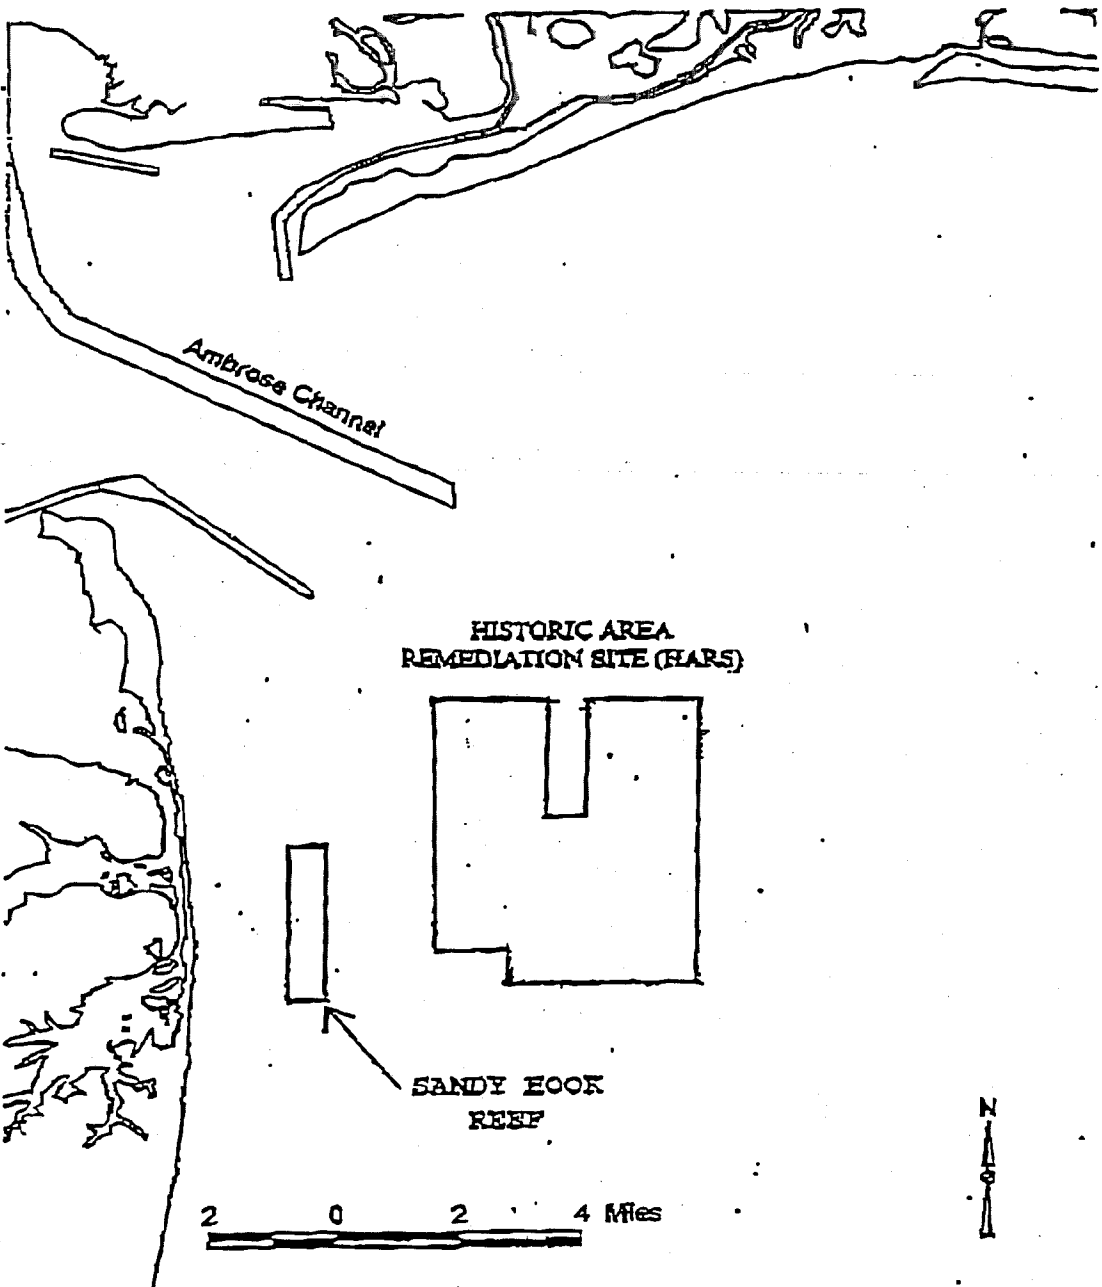 Ambrose Channel
HISTORIC AREA
REMEDIATION SITE (HARS)
SANDY HOOK
REEF
N
2 0 2 4 Miles